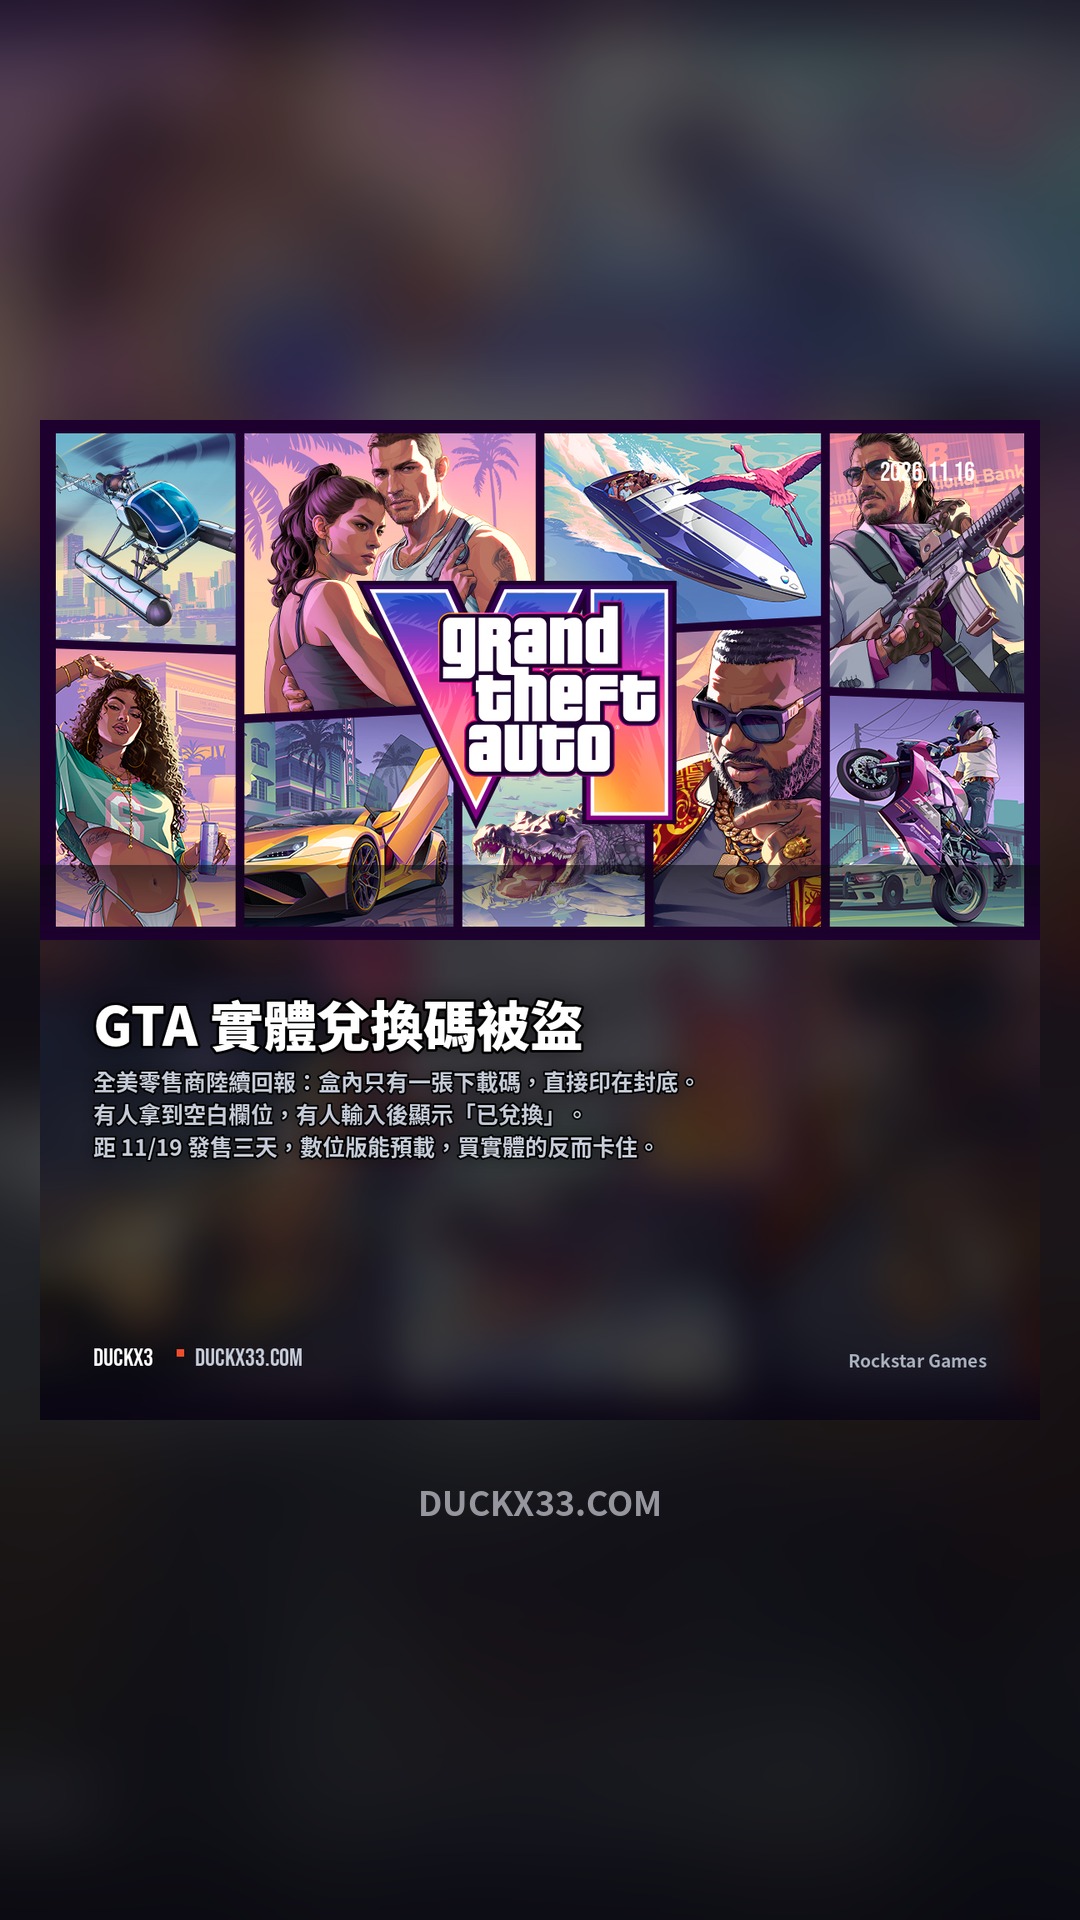 2026.11.16
VI
grand
theft
auto
GTA 實體兌換碼被盜
全美零售商陸續回報：盒內只有一張下載碼，直接印在封底。
有人拿到空白欄位，有人輸入後顯示「已兌換」。
距 11/19 發售三天，數位版能預載，買實體的反而卡住。
DUCKX3 DUCKX33.COM
Rockstar Games
DUCKX33.COM